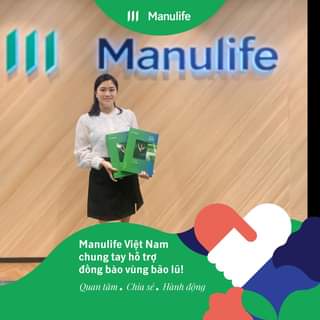 Manulife
Manulife
Manulife Việt Nam
chung tay hỗ trợ
đồng bào vùng bão lũ!
Quan tâm . Chia sẻ . Hành động